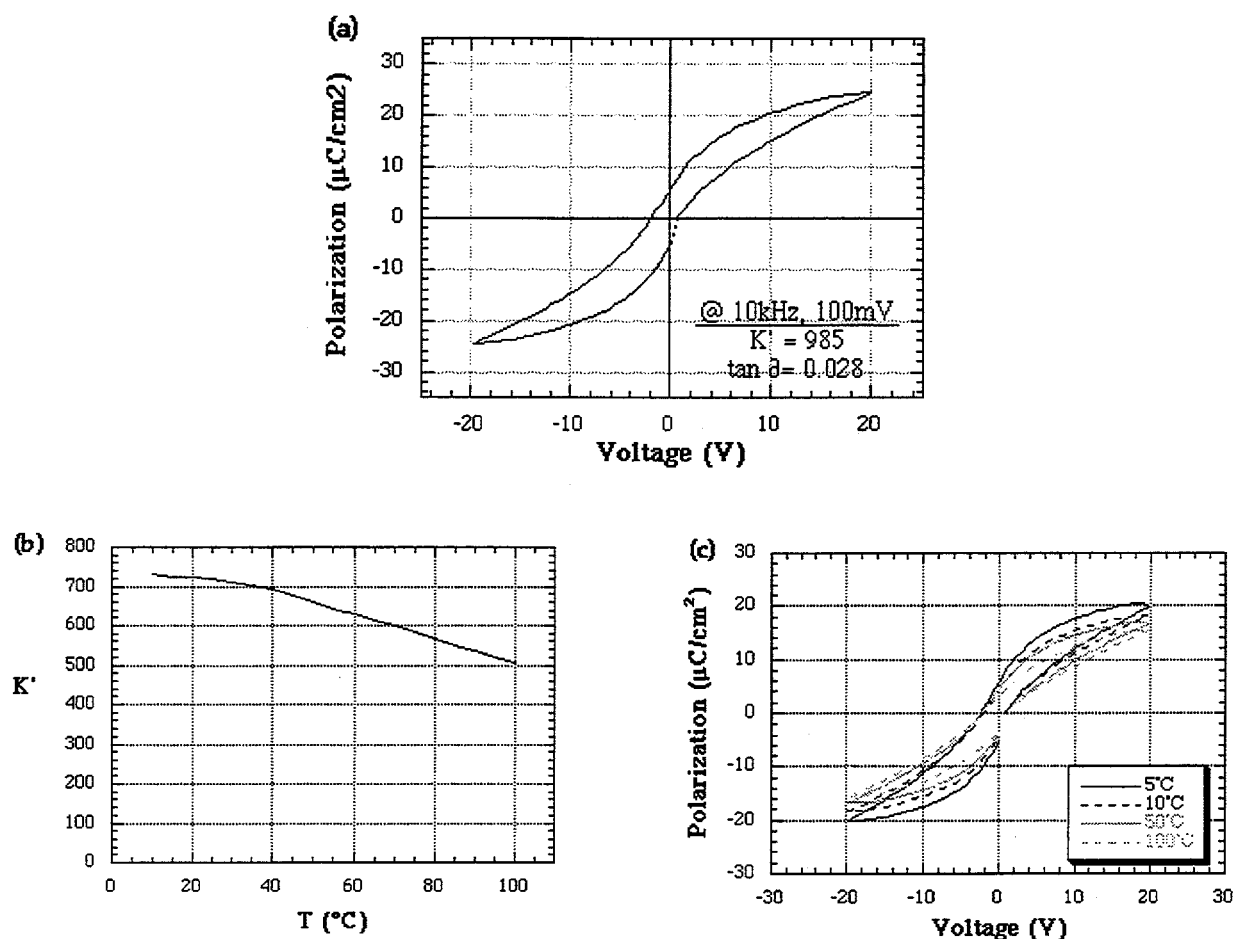 (a)
Polarization (µC/cm2)
30
20
10
0
-10
-20
-30
@ 10kHz, 100mV
K' = 985
tan ∂= 0.028
-20 -10 0 10 20
Voltage (V)
(b)
800
700
600
500
400
300
200
100
0
K'
0 20 40 60 80 100
T (°C)
(c)
Polarization (µC/cm²)
30
20
10
0
-10
-20
-30
5°C
10°C
50°C
100°C
-30 -20 -10 0 10 20 30
Voltage (V)